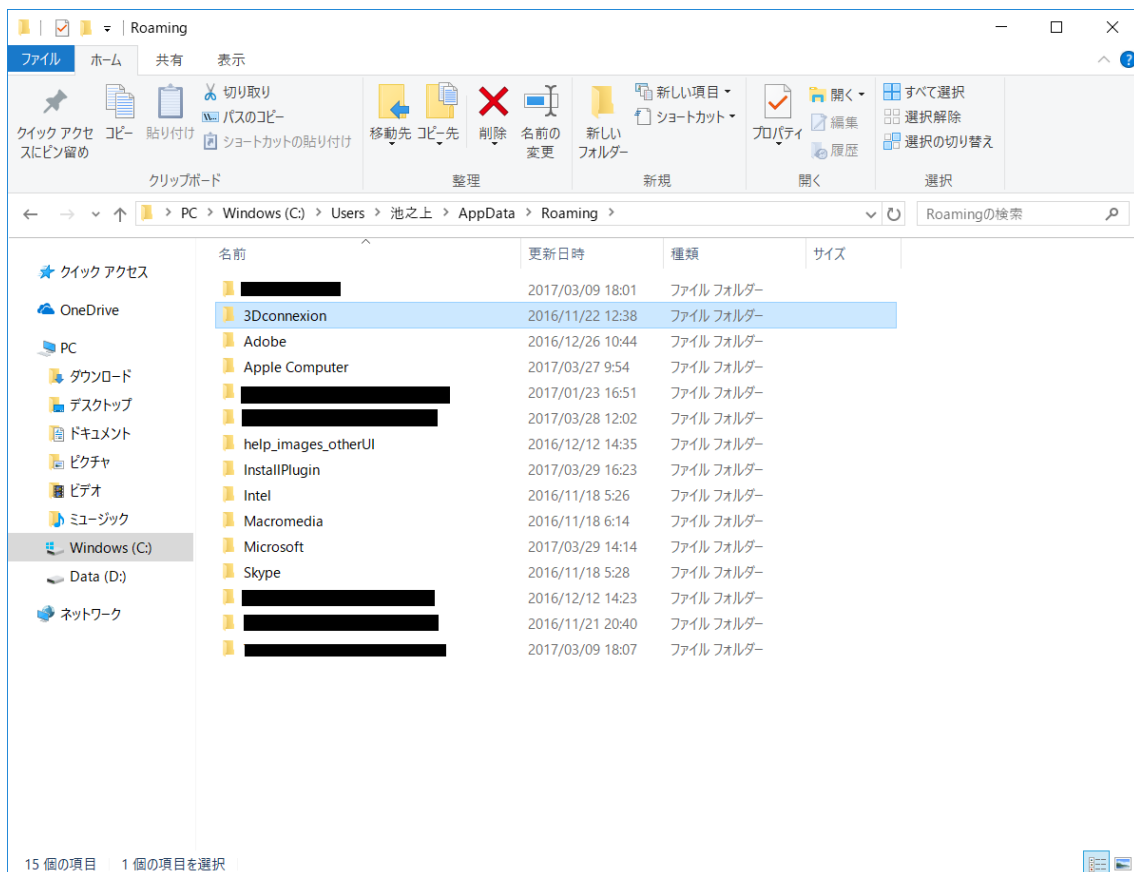 Roaming
ファイル ホーム 共有 表示
クイック アクセスにピン留め
コピー
貼り付け
切り取り
パスのコピー
ショートカットの貼り付け
クリップボード
移動先
コピー先
削除
名前の変更
整理
新しいフォルダー
新しい項目
ショートカット
新規
プロパティ
開く
編集
履歴
開く
すべて選択
選択解除
選択の切り替え
選択
PC > Windows (C:) > Users > 池之上 > AppData > Roaming >
Roamingの検索
クイック アクセス
OneDrive
PC
ダウンロード
デスクトップ
ドキュメント
ピクチャ
ビデオ
ミュージック
Windows (C:)
Data (D:)
ネットワーク
名前 更新日時 種類 サイズ
2017/03/09 18:01 ファイル フォルダー
3Dconnexion 2016/11/22 12:38 ファイル フォルダー
Adobe 2016/12/26 10:44 ファイル フォルダー
Apple Computer 2017/03/27 9:54 ファイル フォルダー
2017/01/23 16:51 ファイル フォルダー
2017/03/28 12:02 ファイル フォルダー
help_images_otherUI 2016/12/12 14:35 ファイル フォルダー
InstallPlugin 2017/03/29 16:23 ファイル フォルダー
Intel 2016/11/18 5:26 ファイル フォルダー
Macromedia 2016/11/18 6:14 ファイル フォルダー
Microsoft 2017/03/29 14:14 ファイル フォルダー
Skype 2016/11/18 5:28 ファイル フォルダー
2016/12/12 14:23 ファイル フォルダー
2016/11/21 20:40 ファイル フォルダー
2017/03/09 18:07 ファイル フォルダー
15 個の項目 1 個の項目を選択